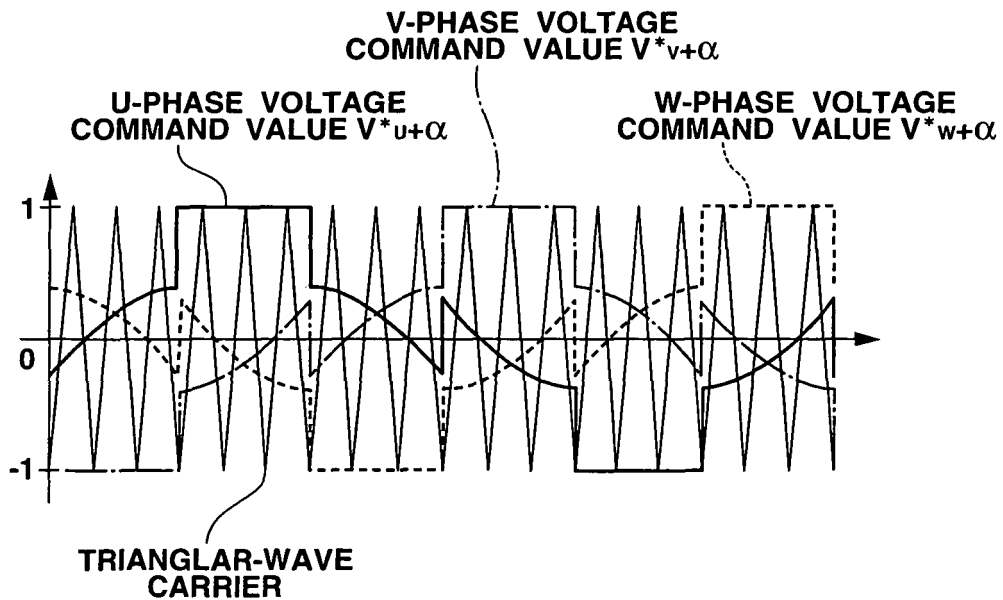 V-PHASE VOLTAGE
COMMAND VALUE V*v+α
U-PHASE VOLTAGE
COMMAND VALUE V*u+α
W-PHASE VOLTAGE
COMMAND VALUE V*w+α
1
0
-1
TRIANGLAR-WAVE
CARRIER